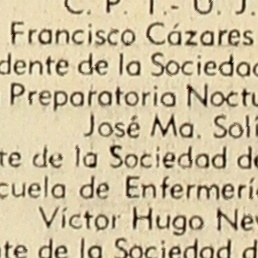 C. P. T.- U. J.
Francisco Cázares
dente de la Sociedad
Preparatoria Noctu
José Ma. Solí
te de la Sociedad de
cuela de Enfermerí
Víctor Hugo Ne
te de la Sociedad d